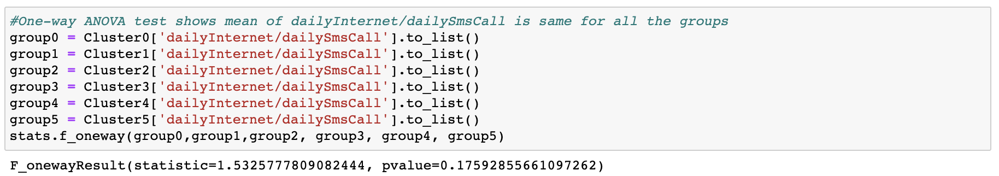 #One-way ANOVA test shows mean of dailyInternet/dailySmsCall is same for all the groups
group0 = Cluster0['dailyInternet/dailySmsCall'].to_list()
group1 = Cluster1['dailyInternet/dailySmsCall'].to_list()
group2 = Cluster2['dailyInternet/dailySmsCall'].to_list()
group3 = Cluster3['dailyInternet/dailySmsCall'].to_list()
group4 = Cluster4['dailyInternet/dailySmsCall'].to_list()
group5 = Cluster5['dailyInternet/dailySmsCall'].to_list()
stats.f_oneway(group0,group1,group2, group3, group4, group5)
F_onewayResult(statistic=1.5325777809082444, pvalue=0.17592855661097262)